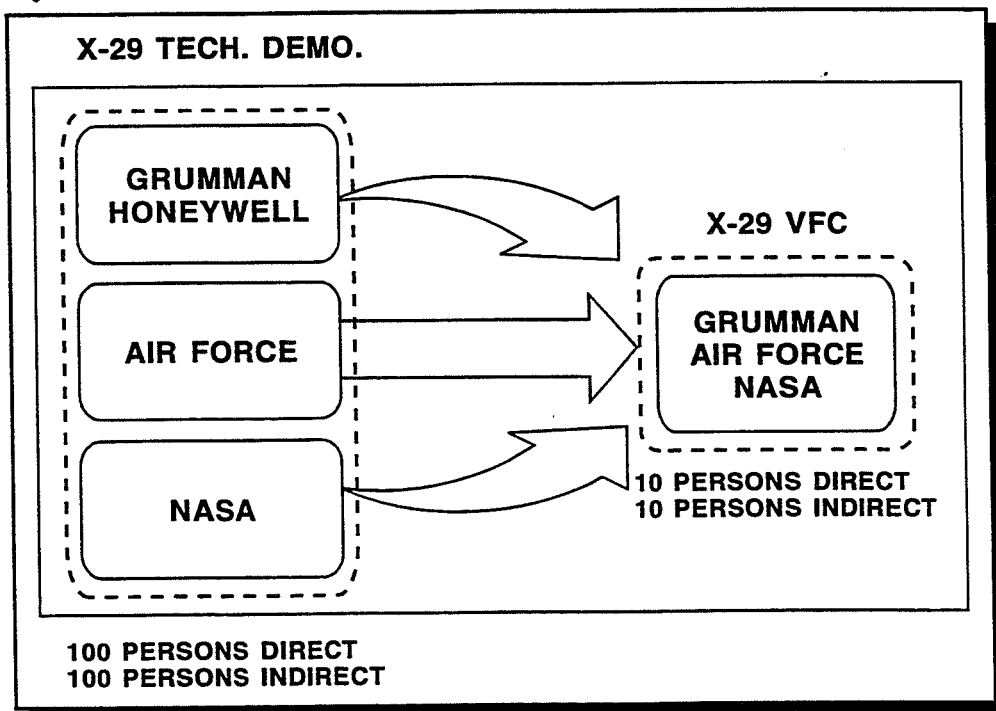 X-29 TECH. DEMO.
GRUMMAN
HONEYWELL
AIR FORCE
NASA
X-29 VFC
GRUMMAN
AIR FORCE
NASA
10 PERSONS DIRECT
10 PERSONS INDIRECT
100 PERSONS DIRECT
100 PERSONS INDIRECT